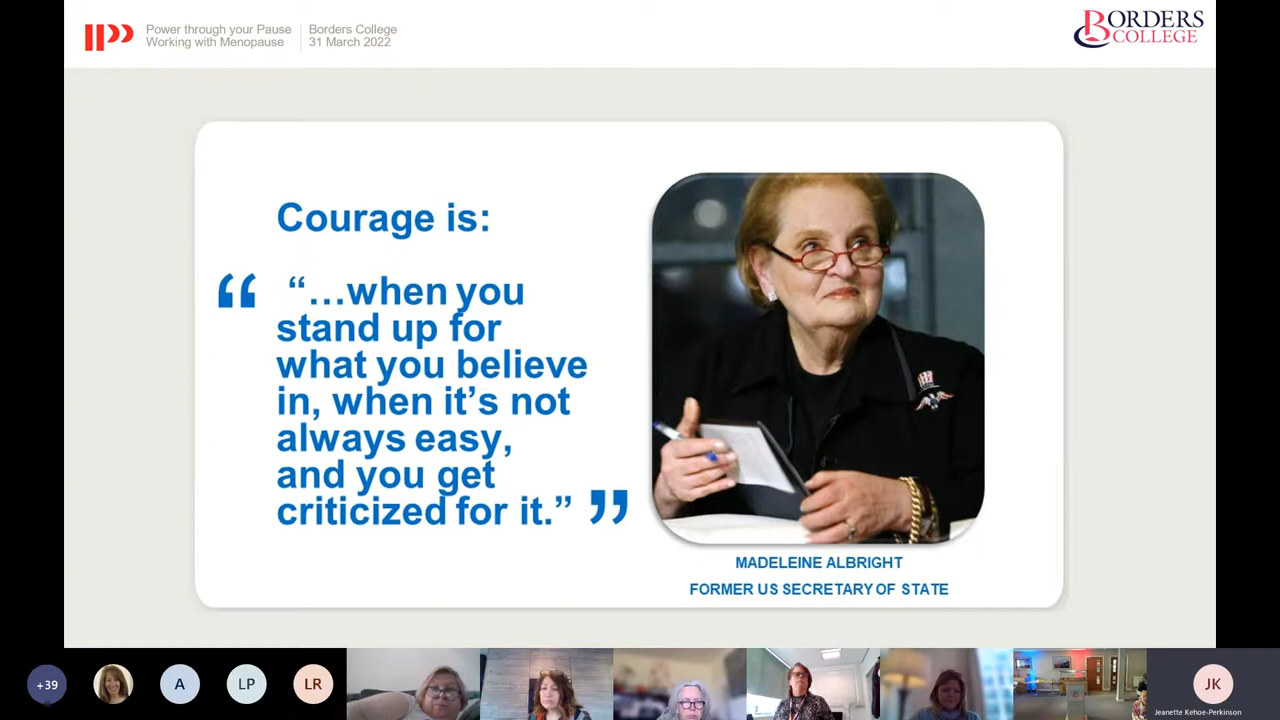 Power through your Pause
Working with Menopause
Borders College
31 March 2022
BORDERS
COLLEGE
Courage is:
“ “…when you
stand up for
what you believe
in, when it’s not
always easy,
and you get
criticized for it.” ”
MADELEINE ALBRIGHT
FORMER US SECRETARY OF STATE
+39
A
LP
LR
JK
Jeanette Kehoe-Perkinson